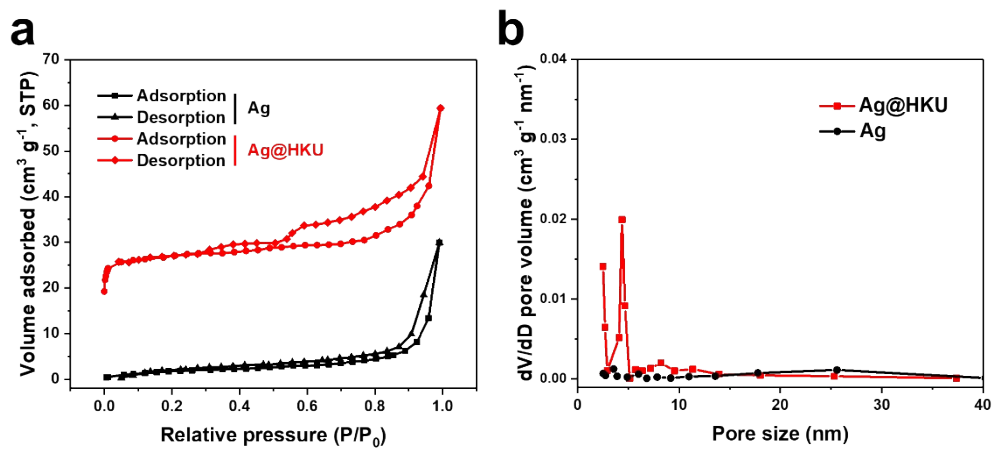 a
70
60
50
40
30
20
10
0
0.0 0.2 0.4 0.6 0.8 1.0
Volume adsorbed (cm³ g⁻¹, STP)
Relative pressure (P/P₀)
Adsorption
Desorption
Ag
Adsorption
Desorption
Ag@HKU
b
0.04
0.03
0.02
0.01
0.00
0 10 20 30 40
dV/dD pore volume (cm³ g⁻¹ nm⁻¹)
Pore size (nm)
Ag@HKU
Ag